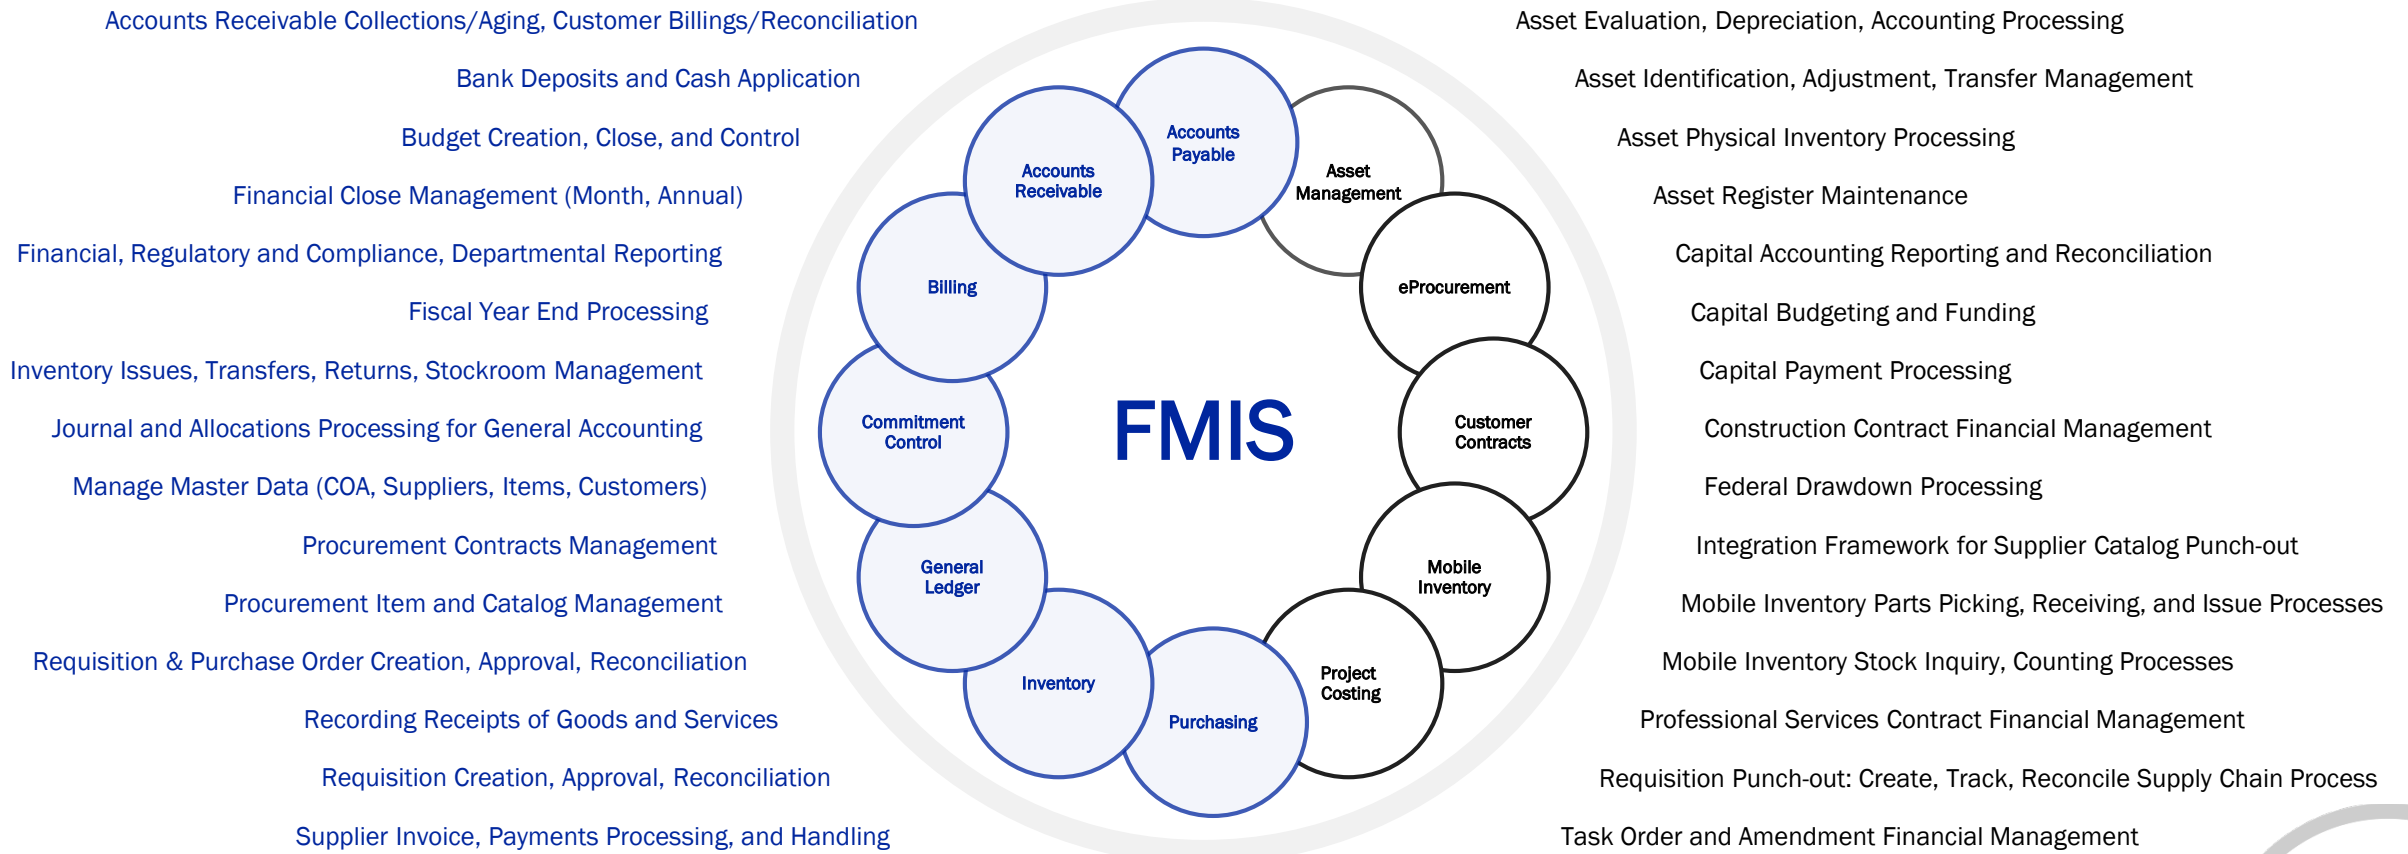 Accounts Receivable Collections/Aging, Customer Billings/Reconciliation
Bank Deposits and Cash Application
Budget Creation, Close, and Control
Financial Close Management (Month, Annual)
Financial, Regulatory and Compliance, Departmental Reporting
Fiscal Year End Processing
Inventory Issues, Transfers, Returns, Stockroom Management
Journal and Allocations Processing for General Accounting
Manage Master Data (COA, Suppliers, Items, Customers)
Procurement Contracts Management
Procurement Item and Catalog Management
Requisition & Purchase Order Creation, Approval, Reconciliation
Recording Receipts of Goods and Services
Requisition Creation, Approval, Reconciliation
Supplier Invoice, Payments Processing, and Handling
Accounts
Payable
Asset
Management
eProcurement
Customer
Contracts
Mobile
Inventory
Project
Costing
Purchasing
Inventory
General
Ledger
Commitment
Control
Billing
Accounts
Receivable
FMIS
Asset Evaluation, Depreciation, Accounting Processing
Asset Identification, Adjustment, Transfer Management
Asset Physical Inventory Processing
Asset Register Maintenance
Capital Accounting Reporting and Reconciliation
Capital Budgeting and Funding
Capital Payment Processing
Construction Contract Financial Management
Federal Drawdown Processing
Integration Framework for Supplier Catalog Punch-out
Mobile Inventory Parts Picking, Receiving, and Issue Processes
Mobile Inventory Stock Inquiry, Counting Processes
Professional Services Contract Financial Management
Requisition Punch-out: Create, Track, Reconcile Supply Chain Process
Task Order and Amendment Financial Management